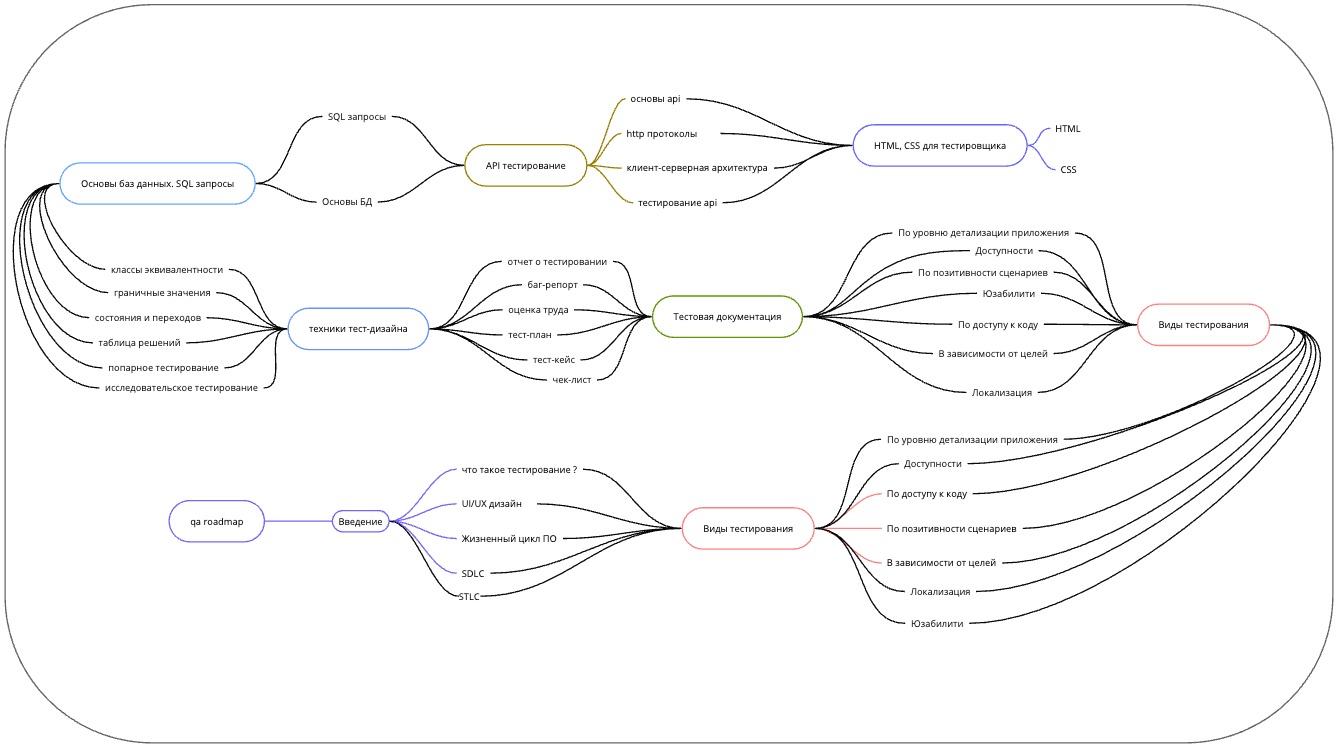 основы api
SQL запросы
http протоколы
HTML, CSS для тестировщика
HTML
API тестирование
клиент-серверная архитектура
CSS
Основы баз данных. SQL запросы
Основы БД
тестирование api
По уровню детализации приложения
Доступности
отчет о тестировании
По позитивности сценариев
классы эквивалентности
баг-репорт
Юзабилити
граничные значения
оценка труда
Тестовая документация
состояния и переходов
По доступу к коду
Виды тестирования
техники тест-дизайна
тест-план
таблица решений
В зависимости от целей
тест-кейс
попарное тестирование
чек-лист
исследовательское тестирование
Локализация
По уровню детализации приложения
что такое тестирование ?
Доступности
UI/UX дизайн
По доступу к коду
qa roadmap
Введение
Виды тестирования
По позитивности сценариев
Жизненный цикл ПО
В зависимости от целей
SDLC
Локализация
STLC
Юзабилити